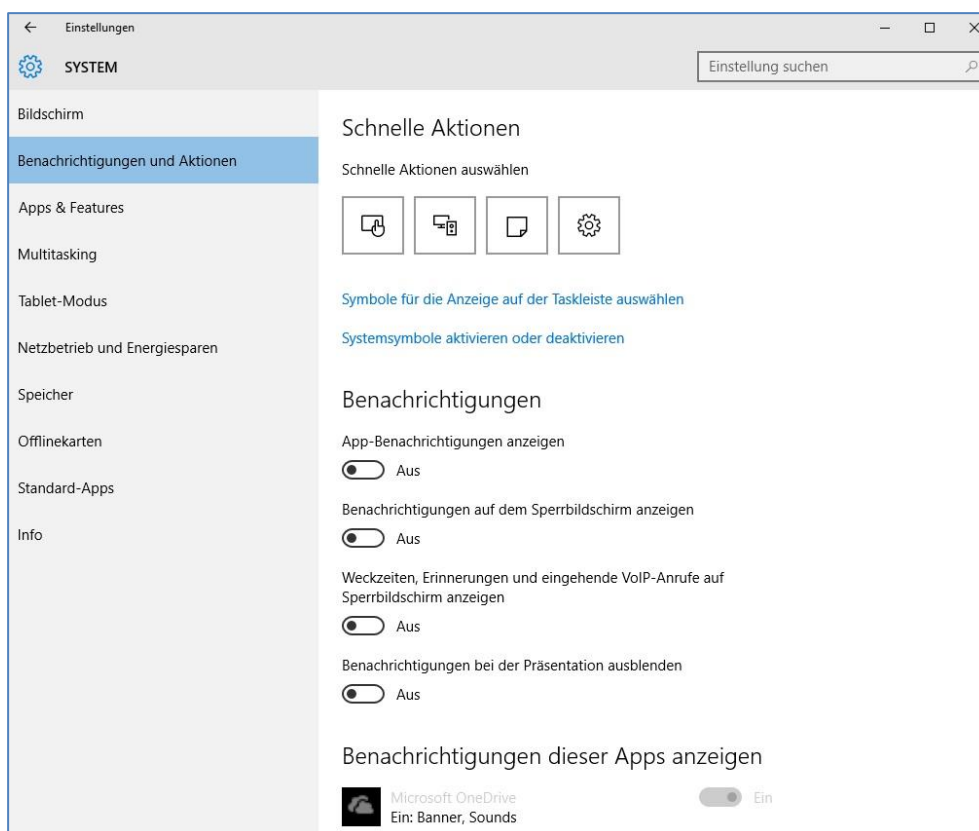 Einstellungen
SYSTEM
Einstellung suchen
Bildschirm
Benachrichtigungen und Aktionen
Apps & Features
Multitasking
Tablet-Modus
Netzbetrieb und Energiesparen
Speicher
Offlinekarten
Standard-Apps
Info
Schnelle Aktionen
Schnelle Aktionen auswählen
Symbole für die Anzeige auf der Taskleiste auswählen
Systemsymbole aktivieren oder deaktivieren
Benachrichtigungen
App-Benachrichtigungen anzeigen
Aus
Benachrichtigungen auf dem Sperrbildschirm anzeigen
Aus
Weckzeiten, Erinnerungen und eingehende VoIP-Anrufe auf
Sperrbildschirm anzeigen
Aus
Benachrichtigungen bei der Präsentation ausblenden
Aus
Benachrichtigungen dieser Apps anzeigen
Microsoft OneDrive
Ein
Ein: Banner, Sounds